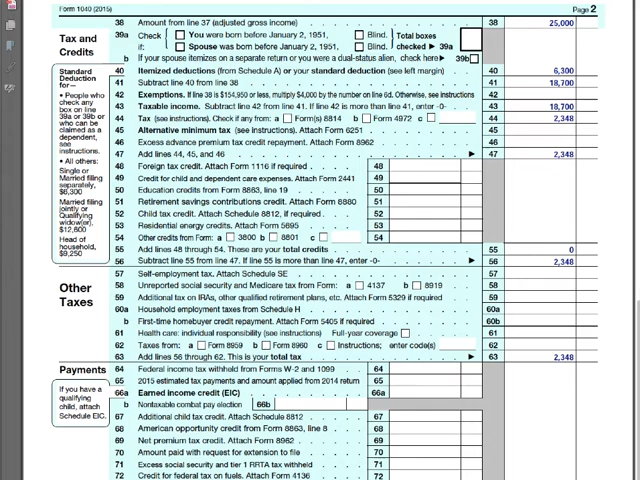 Form 1040 (2015) Page 2
38 Amount from line 37 (adjusted gross income) 38 25,000
Tax and Credits
39a Check if: You were born before January 2, 1951, Blind. Total boxes
Spouse was born before January 2, 1951, Blind. checked ▶ 39a
b If your spouse itemizes on a separate return or you were a dual-status alien, check here ▶ 39b
Standard Deduction for—
• People who check any box on line 39a or 39b or who can be claimed as a dependent, see instructions.
• All others:
Single or Married filing separately, $6,300
Married filing jointly or Qualifying widow(er), $12,600
Head of household, $9,250
40 Itemized deductions (from Schedule A) or your standard deduction (see left margin) 40 6,300
41 Subtract line 40 from line 38 41 18,700
42 Exemptions. If line 38 is $154,950 or less, multiply $4,000 by the number on line 6d. Otherwise, see instructions 42
43 Taxable income. Subtract line 42 from line 41. If line 42 is more than line 41, enter -0- 43 18,700
44 Tax (see instructions). Check if any from: a Form(s) 8814 b Form 4972 c 44 2,348
45 Alternative minimum tax (see instructions). Attach Form 6251 45
46 Excess advance premium tax credit repayment. Attach Form 8962 46
47 Add lines 44, 45, and 46 ▶ 47 2,348
48 Foreign tax credit. Attach Form 1116 if required 48
49 Credit for child and dependent care expenses. Attach Form 2441 49
50 Education credits from Form 8863, line 19 50
51 Retirement savings contributions credit. Attach Form 8880 51
52 Child tax credit. Attach Schedule 8812, if required 52
53 Residential energy credits. Attach Form 5695 53
54 Other credits from Form: a 3800 b 8801 c 54
55 Add lines 48 through 54. These are your total credits 55 0
56 Subtract line 55 from line 47. If line 55 is more than line 47, enter -0- ▶ 56 2,348
Other Taxes
57 Self-employment tax. Attach Schedule SE 57
58 Unreported social security and Medicare tax from Form: a 4137 b 8919 58
59 Additional tax on IRAs, other qualified retirement plans, etc. Attach Form 5329 if required 59
60a Household employment taxes from Schedule H 60a
b First-time homebuyer credit repayment. Attach Form 5405 if required 60b
61 Health care: individual responsibility (see instructions) Full-year coverage 61
62 Taxes from: a Form 8959 b Form 8960 c Instructions; enter code(s) 62
63 Add lines 56 through 62. This is your total tax ▶ 63 2,348
Payments
64 Federal income tax withheld from Forms W-2 and 1099 64
65 2015 estimated tax payments and amount applied from 2014 return 65
If you have a qualifying child, attach Schedule EIC.
66a Earned income credit (EIC) 66a
b Nontaxable combat pay election 66b
67 Additional child tax credit. Attach Schedule 8812 67
68 American opportunity credit from Form 8863, line 8 68
69 Net premium tax credit. Attach Form 8962 69
70 Amount paid with request for extension to file 70
71 Excess social security and tier 1 RRTA tax withheld 71
72 Credit for federal tax on fuels. Attach Form 4136 72